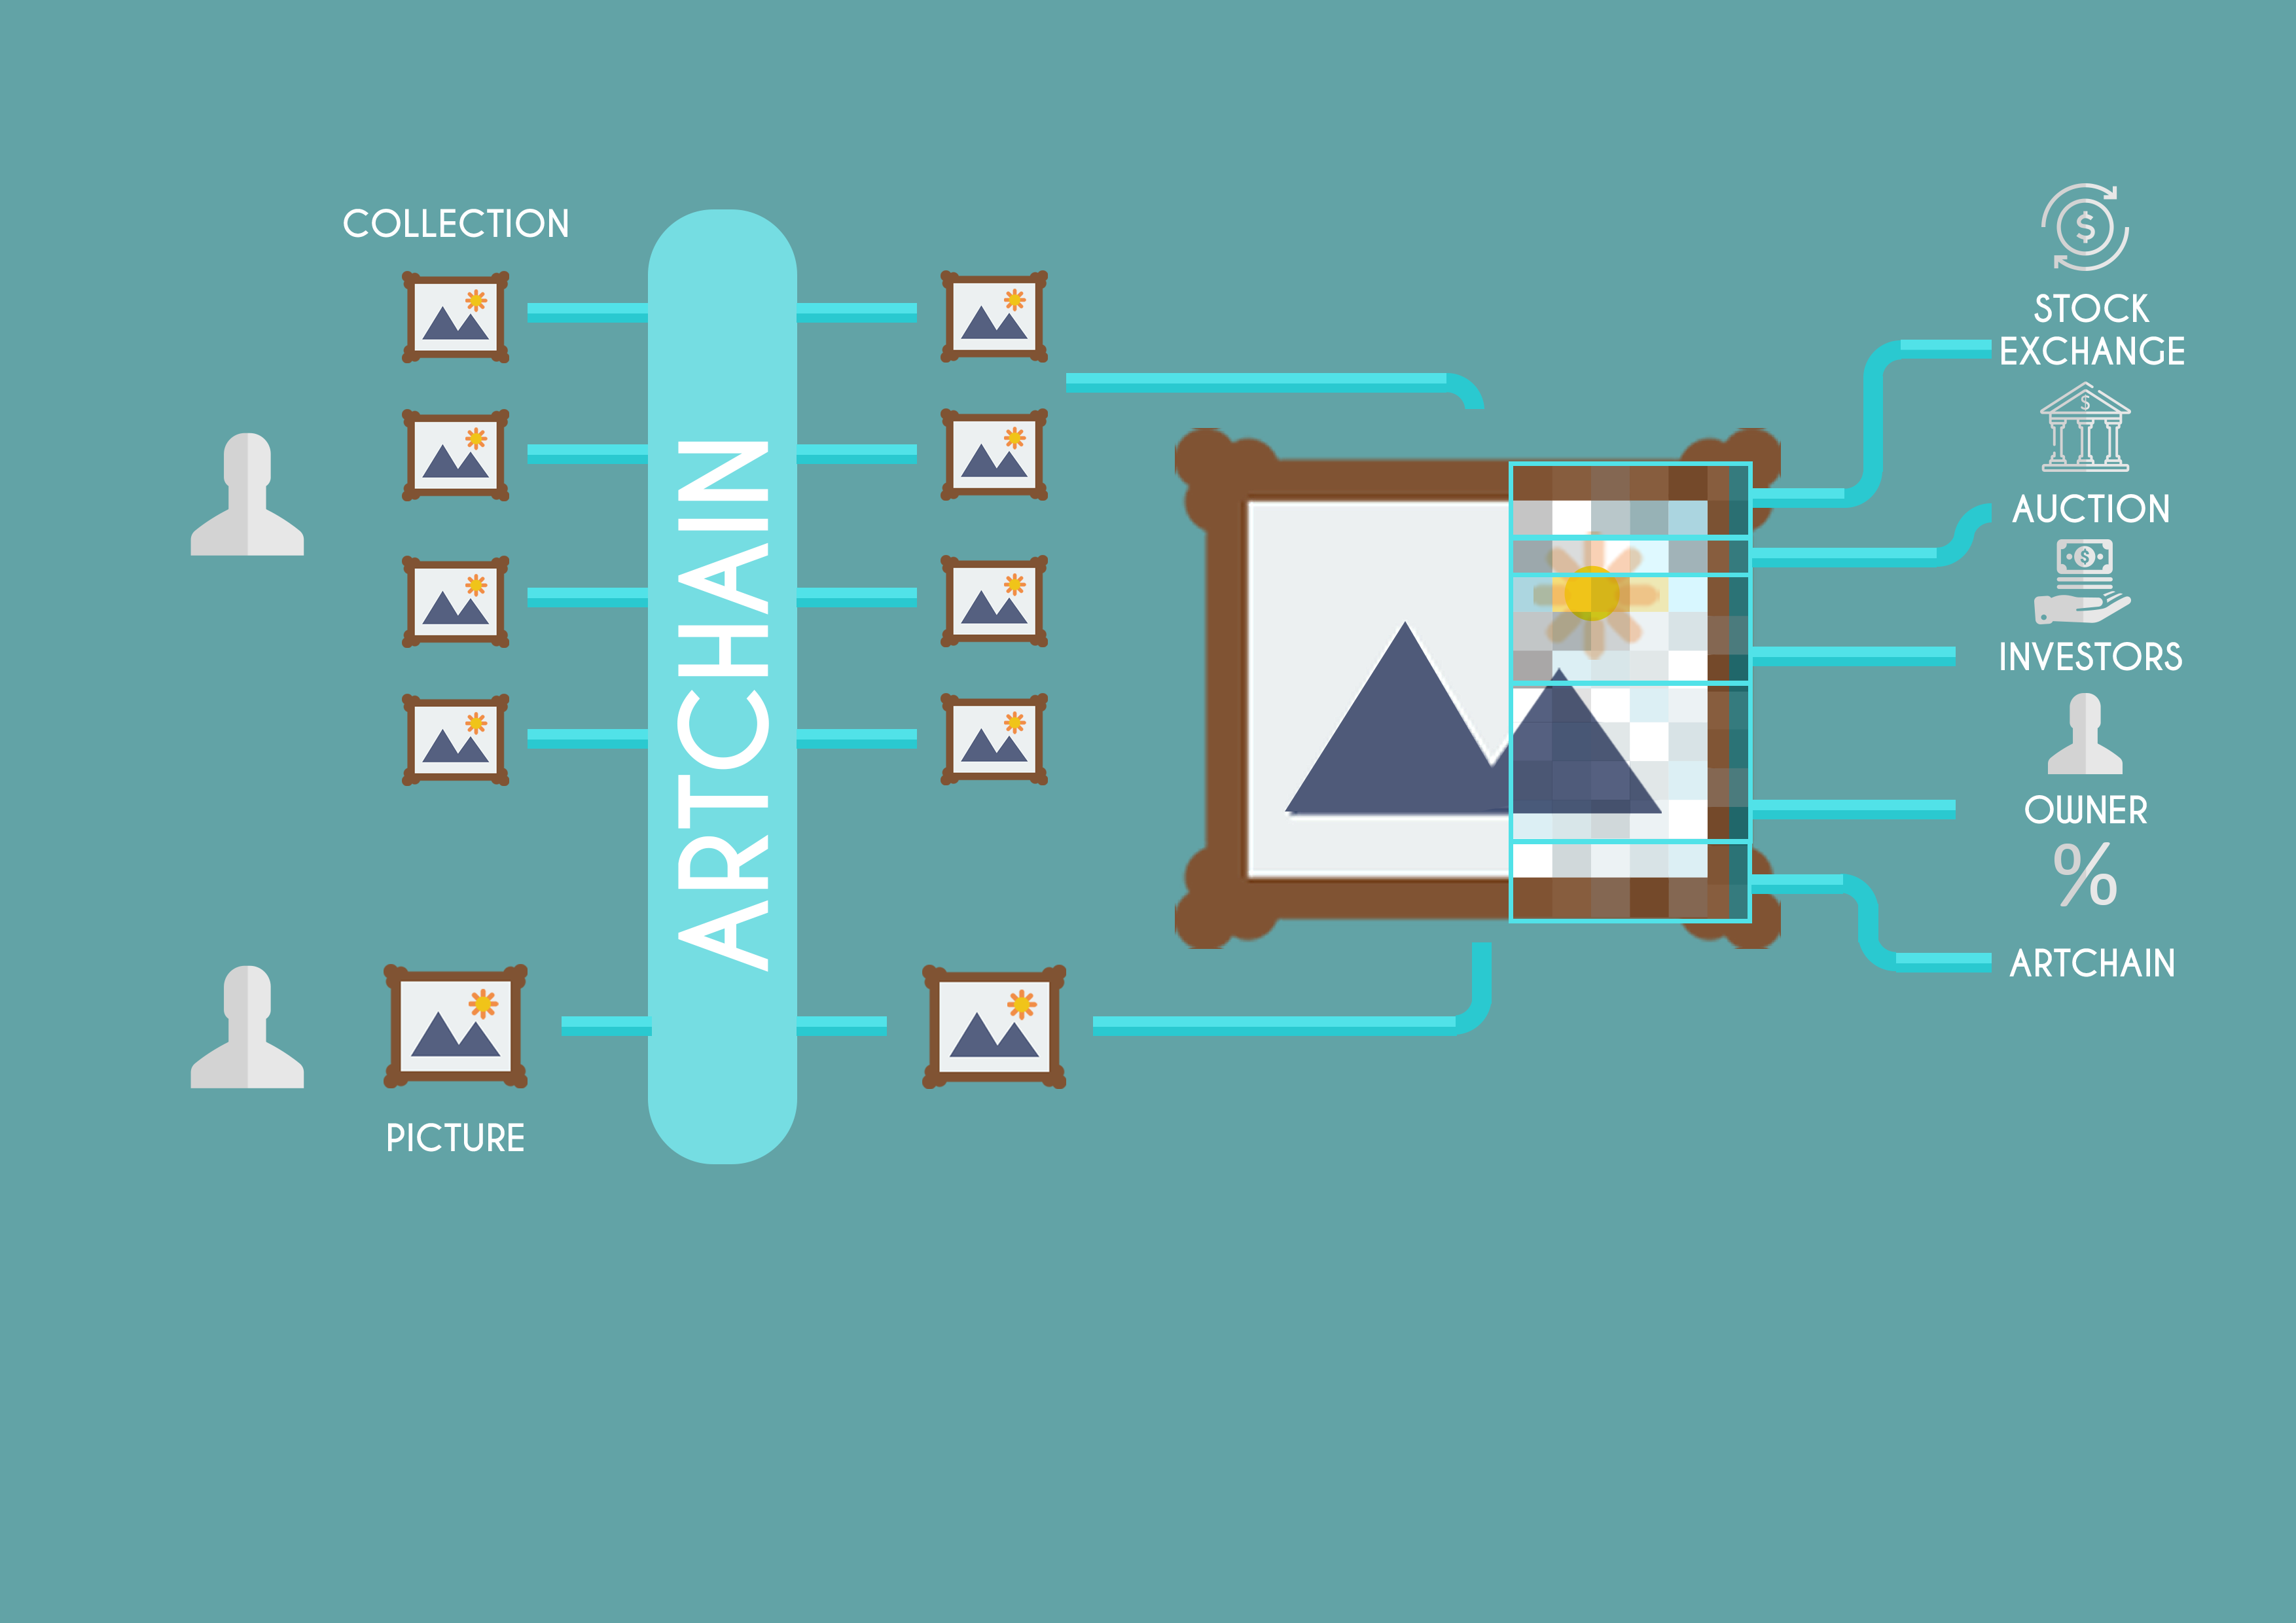 COLLECTION
PICTURE
ARTCHAIN
$
STOCK
EXCHANGE
$
AUCTION
$
INVESTORS
OWNER
%
ARTCHAIN